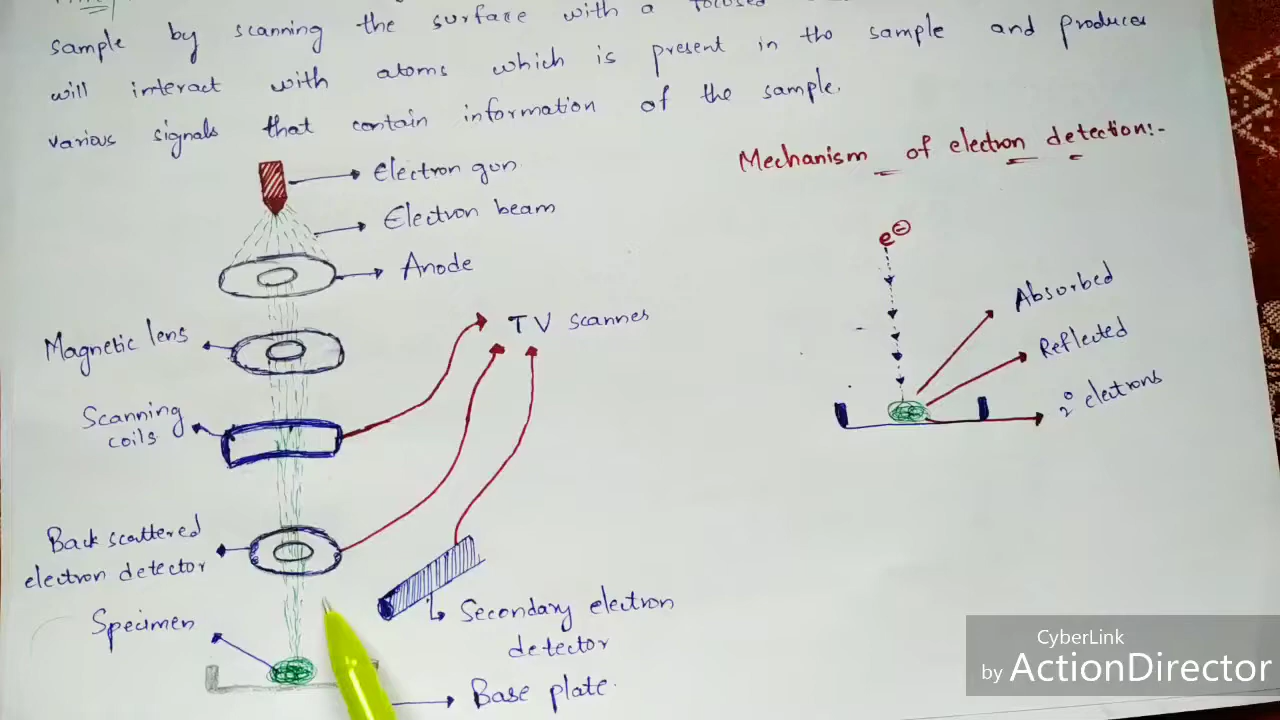 sample by scanning the surface with a focused
will interact with atoms which is present in the sample and produces
various signals that contain information of the sample.
Mechanism of electron detection:-
Electron gun
Electron beam
Anode
Magnetic lens
TV scanner
Scanning
coils
Back scattered
electron detector
Specimen
Secondary electron
detector
Base plate.
e⊖
Absorbed
Reflected
2° electrons
CyberLink
by ActionDirector